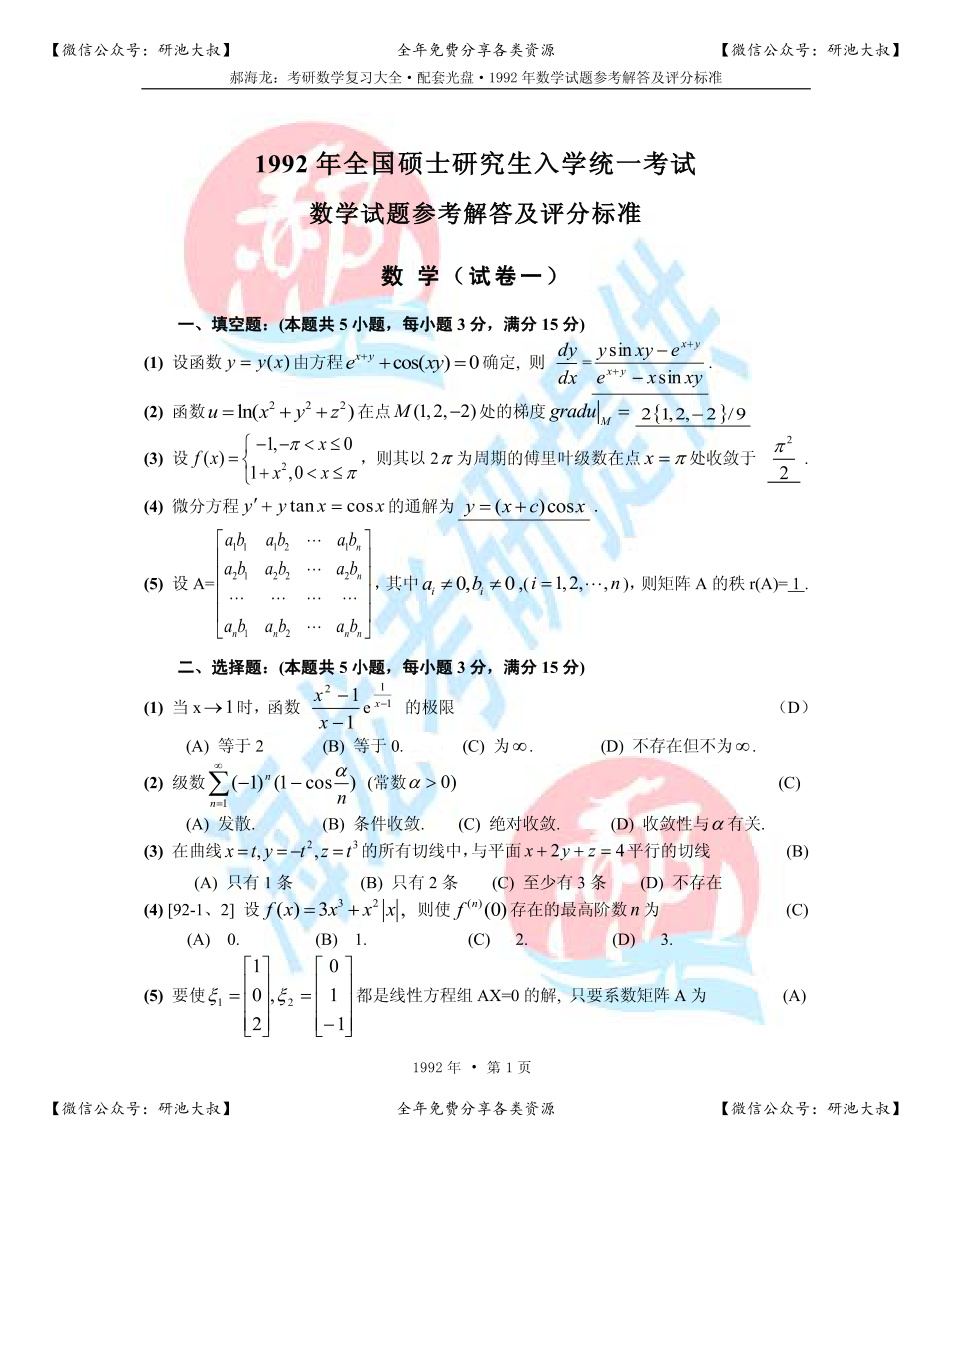 【微信公众号：研池大叔】 全年免费分享各类资源 【微信公众号：研池大叔】
郝海龙：考研数学复习大全·配套光盘·1992 年数学试题参考解答及评分标准
1992 年全国硕士研究生入学统一考试
数学试题参考解答及评分标准
数 学（试卷一）
一、填空题：(本题共 5 小题，每小题 3 分，满分 15 分)
(1) 设函数 y = y(x) 由方程 e^{x+y} + cos(xy) = 0 确定, 则 dy/dx = (y sin xy − e^{x+y})/(e^{x+y} − x sin xy).
(2) 函数 u = ln(x² + y² + z²) 在点 M(1,2,−2) 处的梯度 gradu|_M = 2{1,2,−2}/9
(3) 设 f(x) = { −1, −π < x ≤ 0 ; 1+x², 0 < x ≤ π ，则其以 2π 为周期的傅里叶级数在点 x = π 处收敛于 π²/2 .
(4) 微分方程 y′ + y tan x = cos x 的通解为 y = (x+c)cos x .
(5) 设 A= [ a₁b₁ a₁b₂ ⋯ a₁bₙ ; a₂b₁ a₂b₂ ⋯ a₂bₙ ; ⋯ ⋯ ⋯ ⋯ ; aₙb₁ aₙb₂ ⋯ aₙbₙ ]，其中 aᵢ ≠ 0, bᵢ ≠ 0 ,( i = 1,2,⋯,n )，则矩阵 A 的秩 r(A)= 1 .
二、选择题：(本题共 5 小题，每小题 3 分，满分 15 分)
(1) 当 x → 1 时，函数 (x² − 1)/(x − 1) e^{1/(x−1)} 的极限 （D）
(A) 等于 2 (B) 等于 0. (C) 为 ∞. (D) 不存在但不为 ∞.
(2) 级数 ∑_{n=1}^{∞} (−1)ⁿ (1 − cos α/n) (常数 α > 0) (C)
(A) 发散. (B) 条件收敛. (C) 绝对收敛. (D) 收敛性与 α 有关.
(3) 在曲线 x = t, y = −t², z = t³ 的所有切线中，与平面 x + 2y + z = 4 平行的切线 (B)
(A) 只有 1 条 (B) 只有 2 条 (C) 至少有 3 条 (D) 不存在
(4) [92-1、2] 设 f(x) = 3x³ + x²|x|, 则使 f⁽ⁿ⁾(0) 存在的最高阶数 n 为 (C)
(A) 0. (B) 1. (C) 2. (D) 3.
(5) 要使 ξ₁ = [1 ; 0 ; 2], ξ₂ = [0 ; 1 ; −1] 都是线性方程组 AX=0 的解, 只要系数矩阵 A 为 (A)
1992 年 · 第 1 页
【微信公众号：研池大叔】 全年免费分享各类资源 【微信公众号：研池大叔】
郝
海龙考研提供
郝